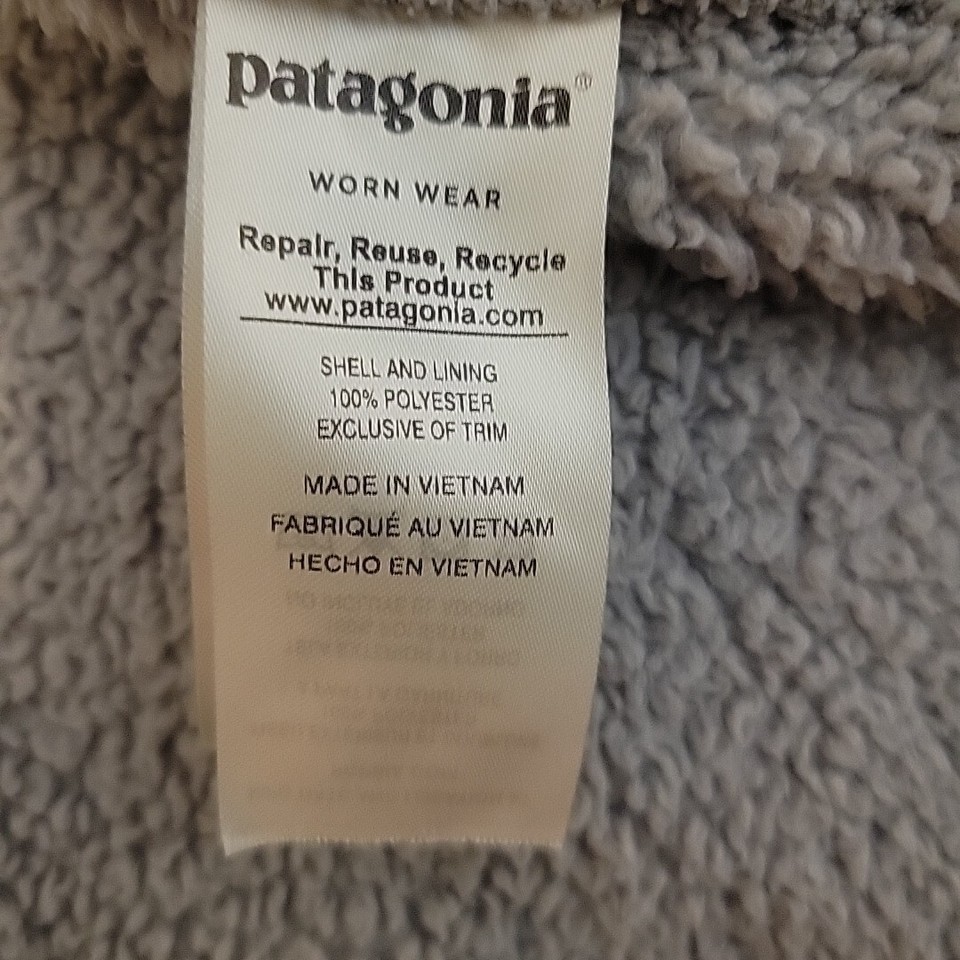 patagonia®
WORN WEAR
Repair, Reuse, Recycle
This Product
www.patagonia.com
SHELL AND LINING
100% POLYESTER
EXCLUSIVE OF TRIM
MADE IN VIETNAM
FABRIQUÉ AU VIETNAM
HECHO EN VIETNAM